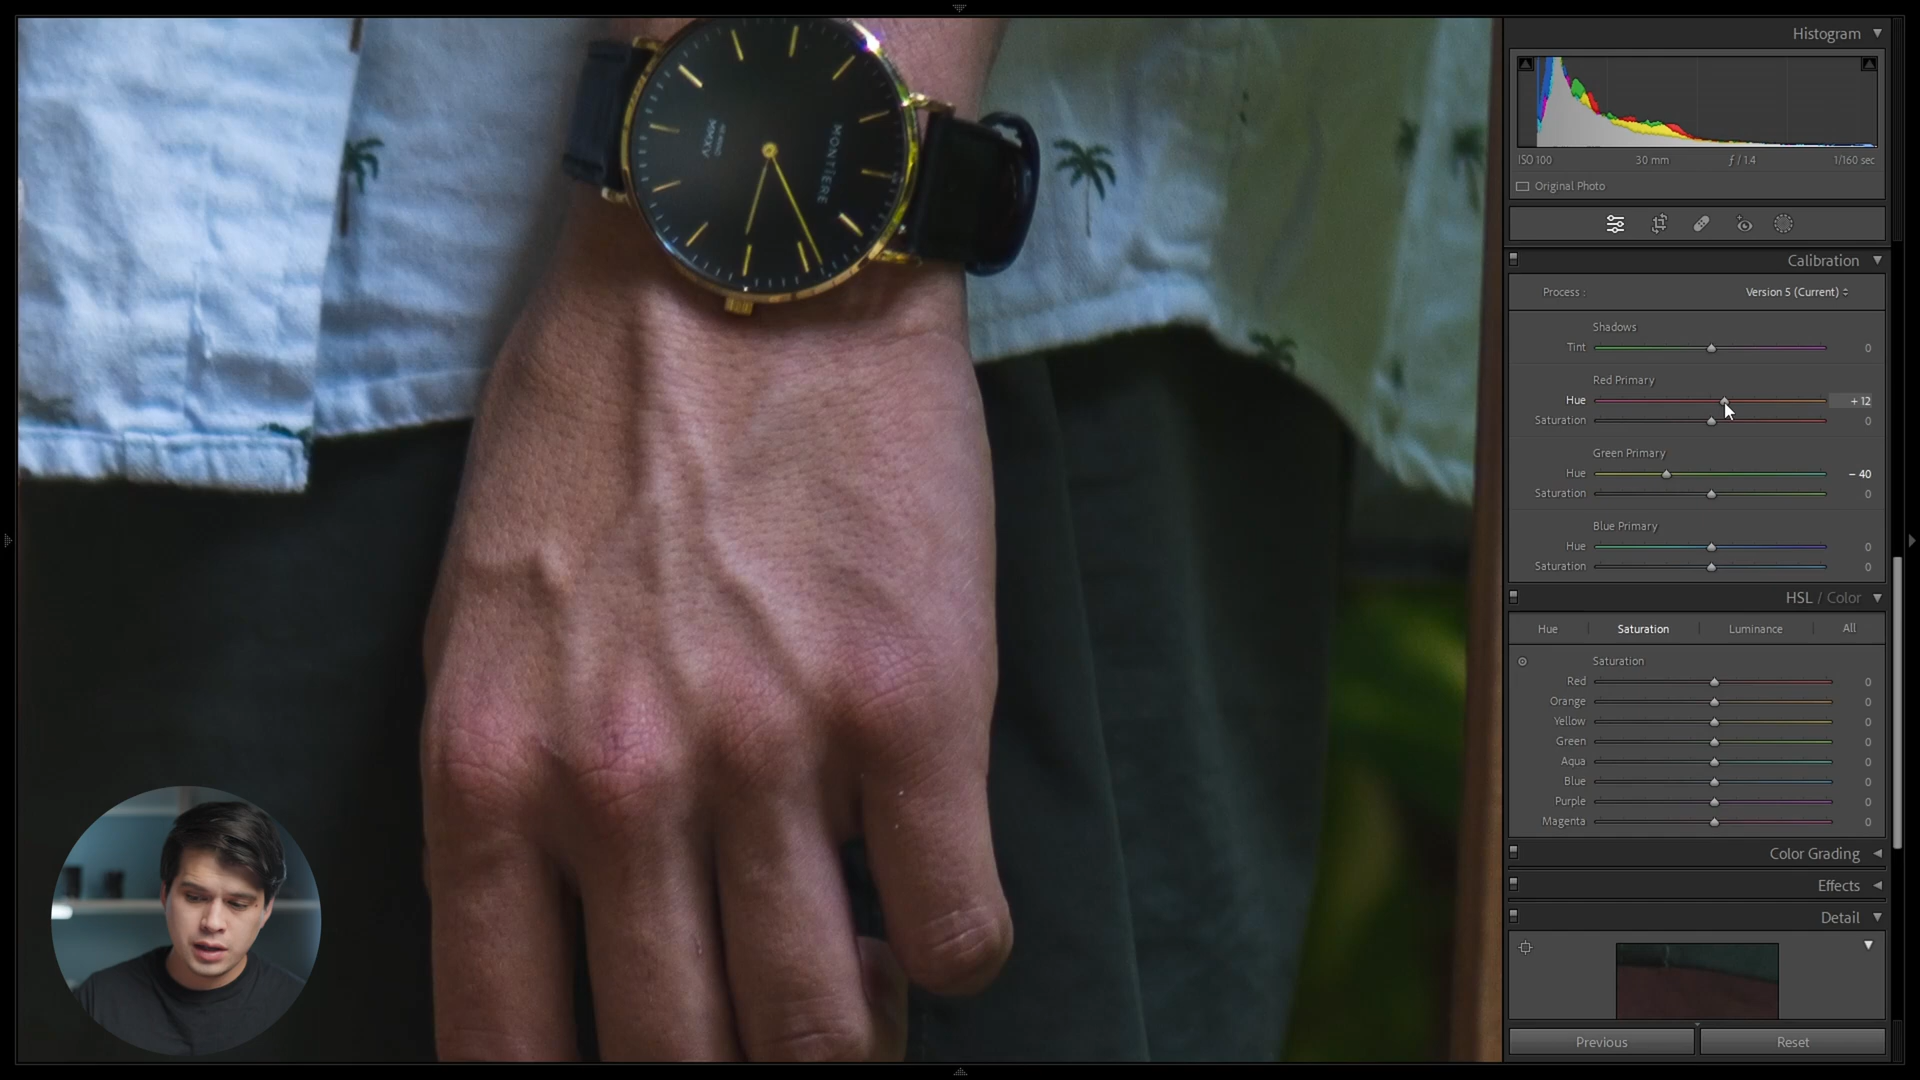 Histogram
ISO 100 30 mm ƒ / 1.4 1/160 sec
Original Photo
Calibration
Process : Version 5 (Current)
Shadows
Tint 0
Red Primary
Hue + 12
Saturation 0
Green Primary
Hue − 40
Saturation 0
Blue Primary
Hue 0
Saturation 0
HSL / Color
Hue Saturation Luminance All
Saturation
Red 0
Orange 0
Yellow 0
Green 0
Aqua 0
Blue 0
Purple 0
Magenta 0
Color Grading
Effects
Detail
Previous Reset
MONTIERE
MMXV